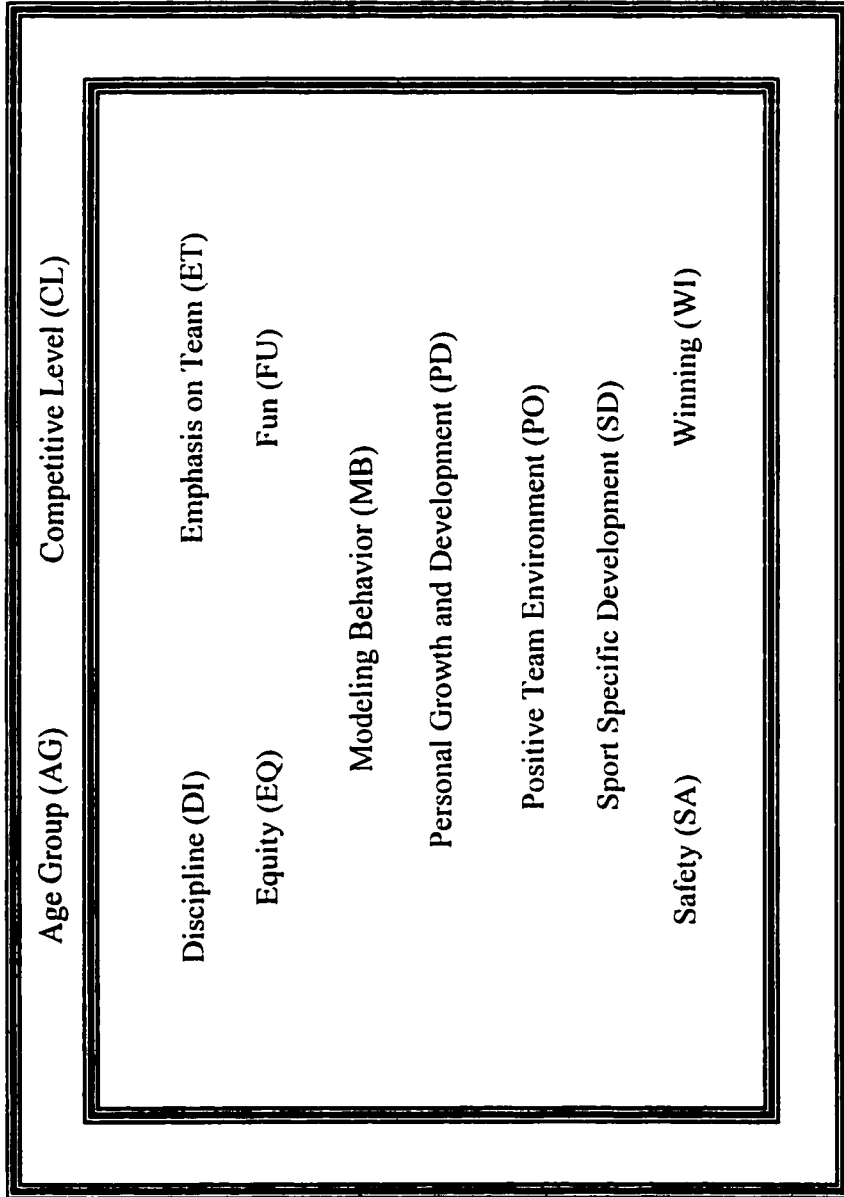 Age Group (AG) Competitive Level (CL)
Discipline (DI) Emphasis on Team (ET)
Equity (EQ) Fun (FU)
Modeling Behavior (MB)
Personal Growth and Development (PD)
Positive Team Environment (PO)
Sport Specific Development (SD)
Safety (SA) Winning (WI)